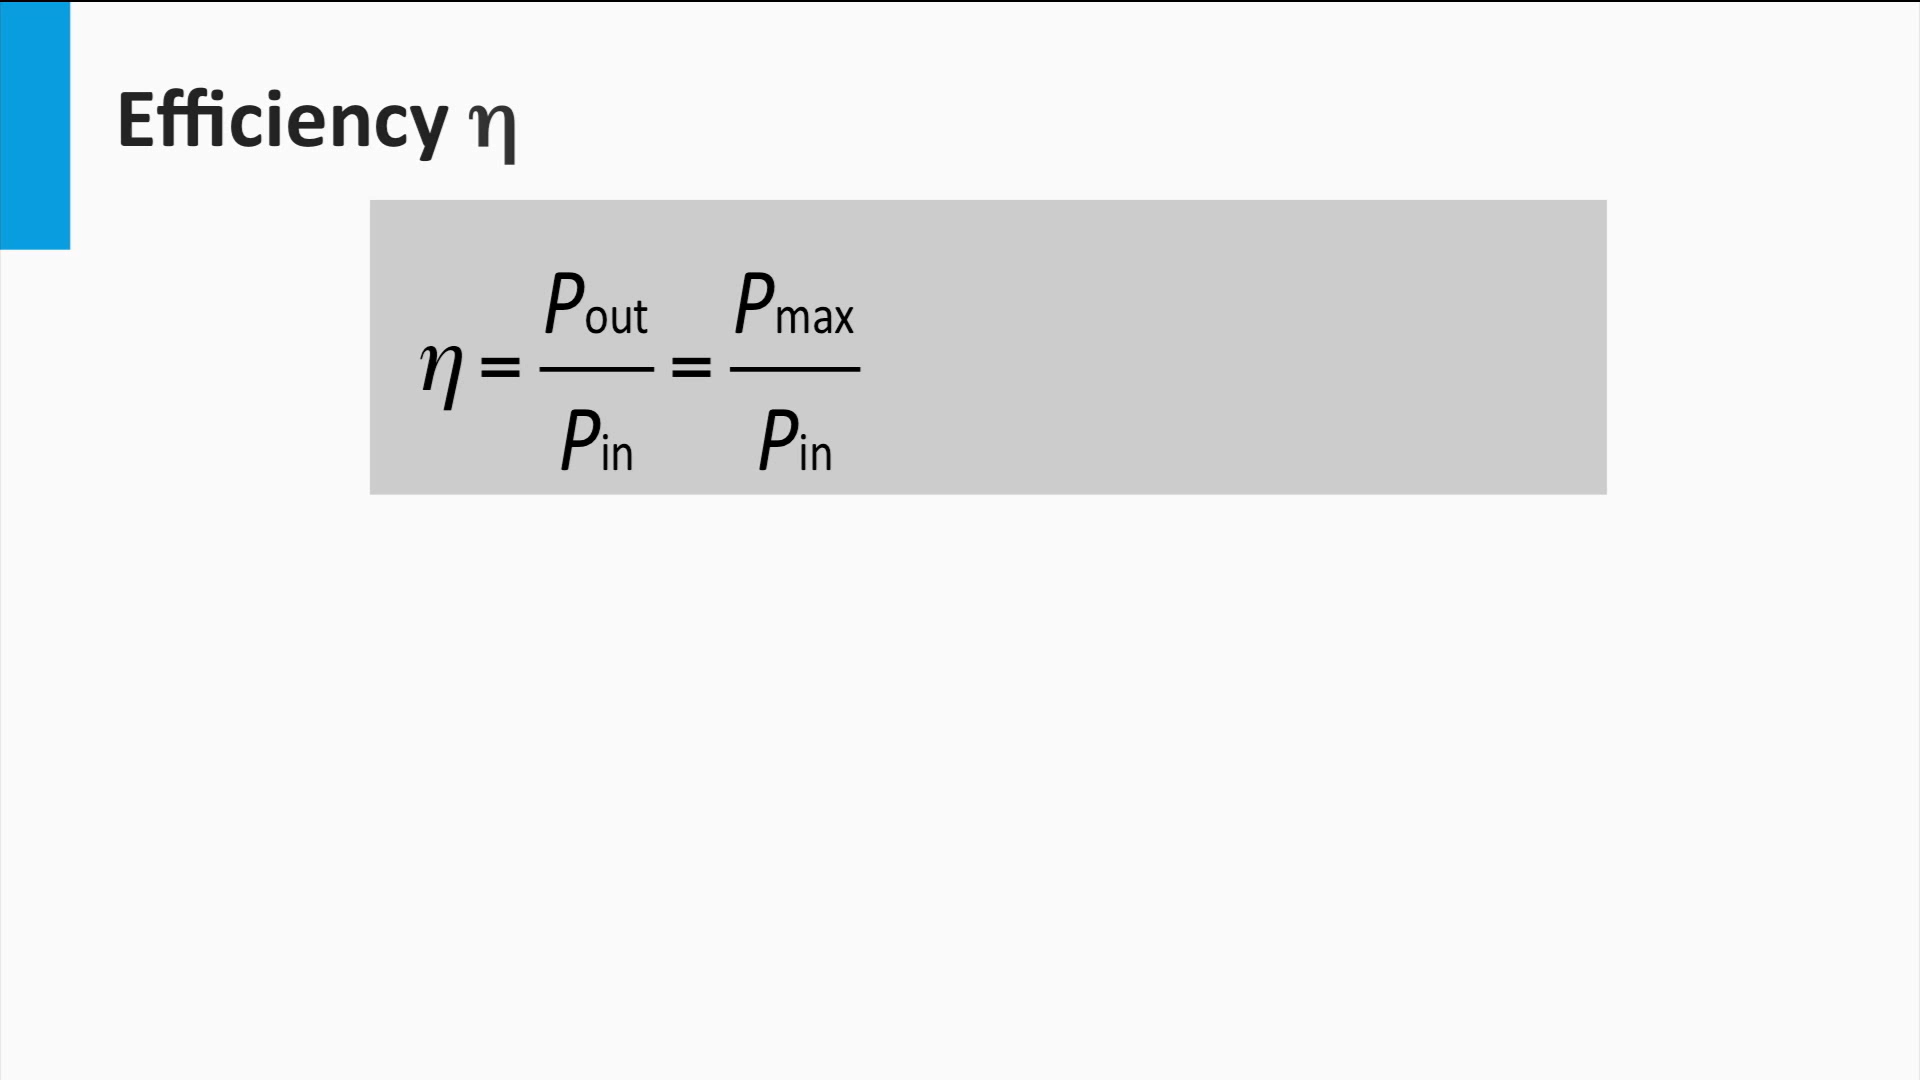 Efficiency η
η = Pout / Pin = Pmax / Pin